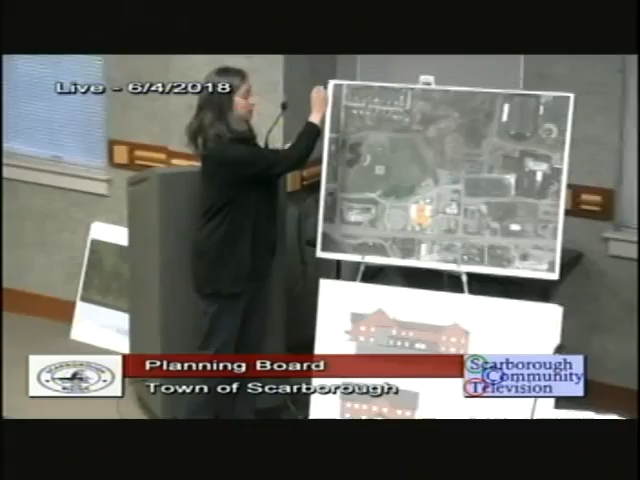 Live - 6/4/2018
Planning Board
Town of Scarborough
Scarborough
Community
Television